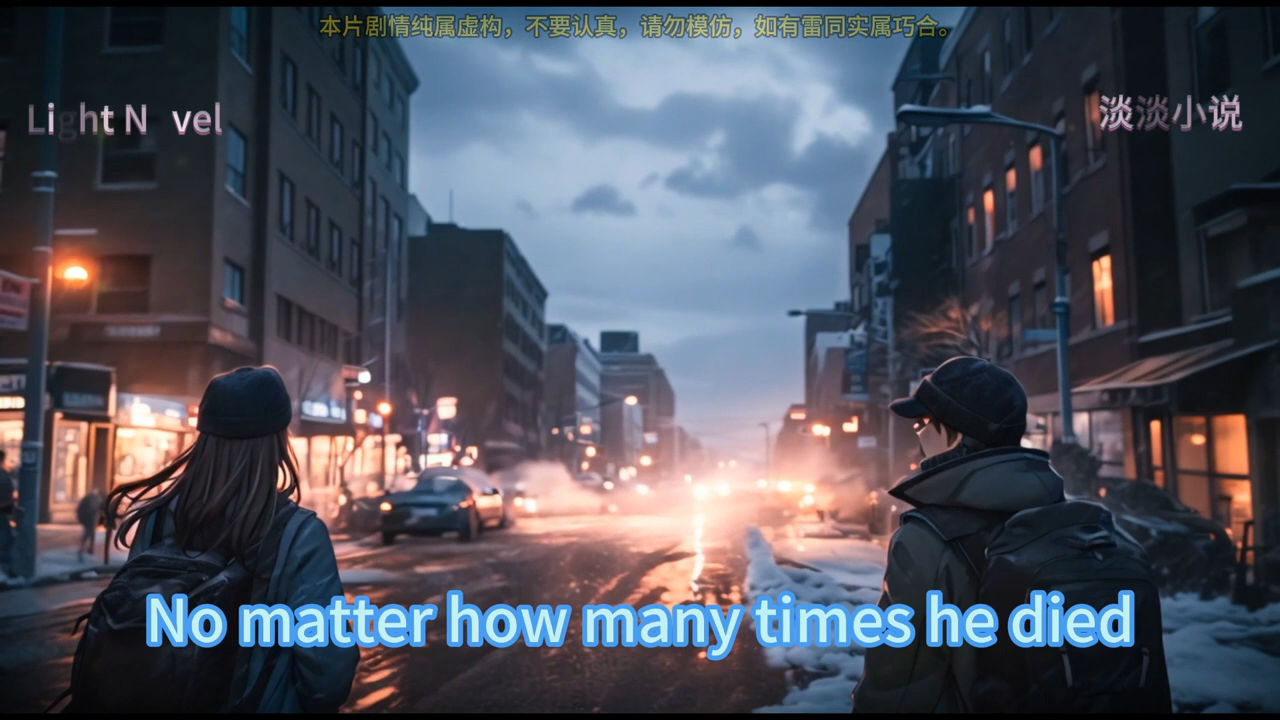 本片剧情纯属虚构，不要认真，请勿模仿，如有雷同实属巧合。
Light N vel
淡淡小说
No matter how many times he died